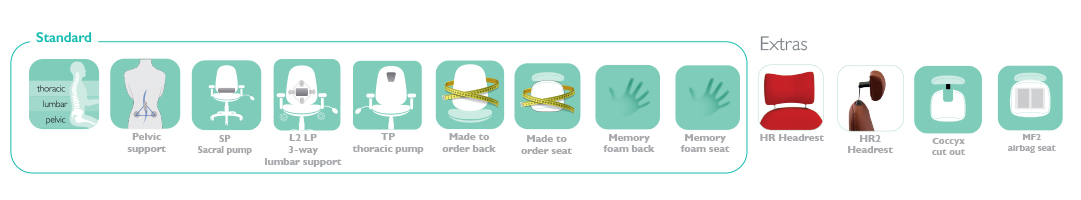 Standard
Extras
thoracic
lumbar
pelvic
Pelvic
support
SP
Sacral pump
L2 LP
3-way
lumbar support
TP
thoracic pump
Made to
order back
Made to
order seat
Memory
foam back
Memory
foam seat
HR Headrest
HR2
Headrest
Coccyx
cut out
MF2
airbag seat